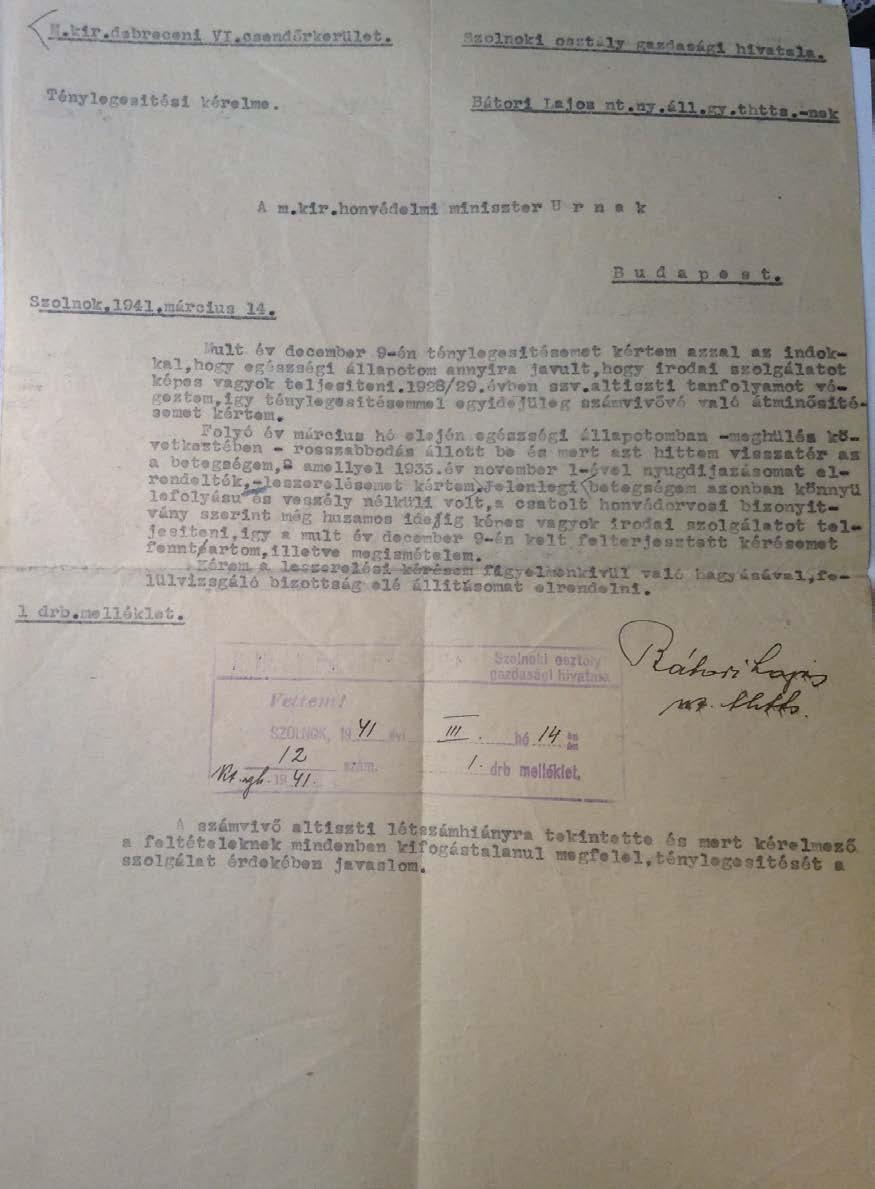 M.kir.debreceni VI.csendőrkerület.
Szolnoki osztály gazdasági hivatala.
Ténylegesitési kérelme.
Bátori Lajos nt.ny.áll.gy.thtts.-nek
A m.kir.honvédelmi miniszter U r n a k
B u d a p e s t.
Szolnok,1941.március 14.
Mult év december 9-én ténylegesitésemet kértem azzal az indok-
kal,hogy egészségi állapotom annyira javult,hogy irodai szolgálatot
képes vagyok teljesiteni.1928/29.évben szv.altiszti tanfolyamot vé-
geztem,igy ténylegesitésemmel egyidejüleg számvivővé való átminősité-
semet kértem.
Folyó év március hó elején egészségi állapotomban -meghülés kö-
vetkeztében - rosszabbodás állott be és mert azt hittem visszatér az
a betegségem, amellyel 1933.év november 1-ével nyugdijazásomat el-
rendelték,-leszerelésemet kértem.Jelenlegi betegségem azonban könnyü
lefolyásu és veszély nélküli volt,a csatolt honvédorvosi bizonyit-
vány szerint még huzamos ideig képes vagyok irodai szolgálatot tel-
jesiteni,igy a mult év december 9-én kelt felterjesztett kérésemet
fenntartom,illetve megismételem.
Kérem a leszerelési kérésem figyelmenkivül való hagyásával,fe-
lülvizsgáló bizottság elé állitásomat elrendelni.
1 drb.melléklet.
Bátori Lajos
nt. thtts.
Szolnoki osztály
gazdasági hivatala
Vettem!
SZOLNOK, 1941 évi III. hó 14 én
12 szám.
1941.
1. drb melléklet.
A számvivő altiszti létszámhiányra tekintette és mert kérelmező
a feltételeknek mindenben kifogástalanul megfelel,ténylegesitését a
szolgálat érdekében javaslom.